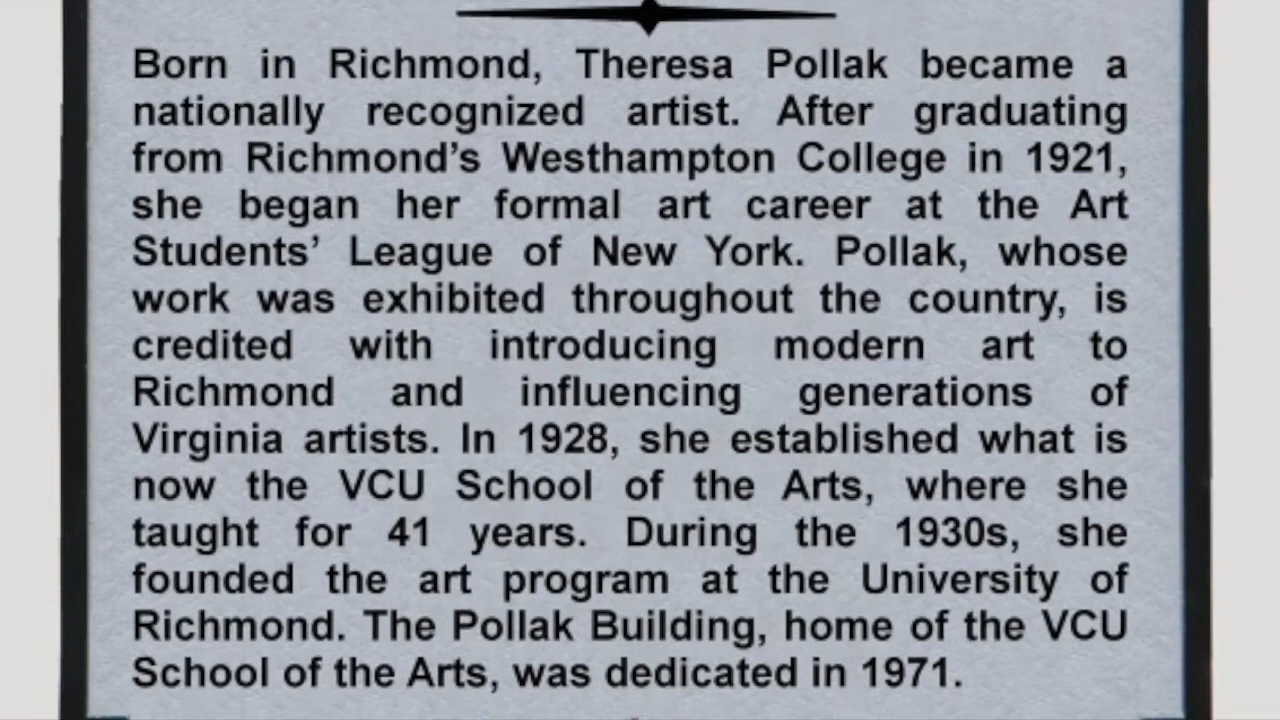 Born in Richmond, Theresa Pollak became a
nationally recognized artist. After graduating
from Richmond’s Westhampton College in 1921,
she began her formal art career at the Art
Students’ League of New York. Pollak, whose
work was exhibited throughout the country, is
credited with introducing modern art to
Richmond and influencing generations of
Virginia artists. In 1928, she established what is
now the VCU School of the Arts, where she
taught for 41 years. During the 1930s, she
founded the art program at the University of
Richmond. The Pollak Building, home of the VCU
School of the Arts, was dedicated in 1971.